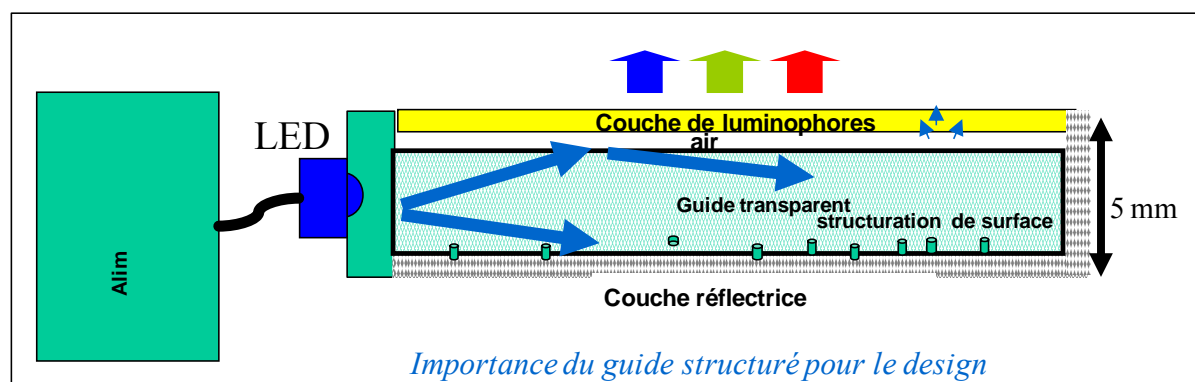 LED
Couche de luminophores
air
Guide transparent
structuration de surface
5 mm
Alim
Couche réflectrice
Importance du guide structuré pour le design